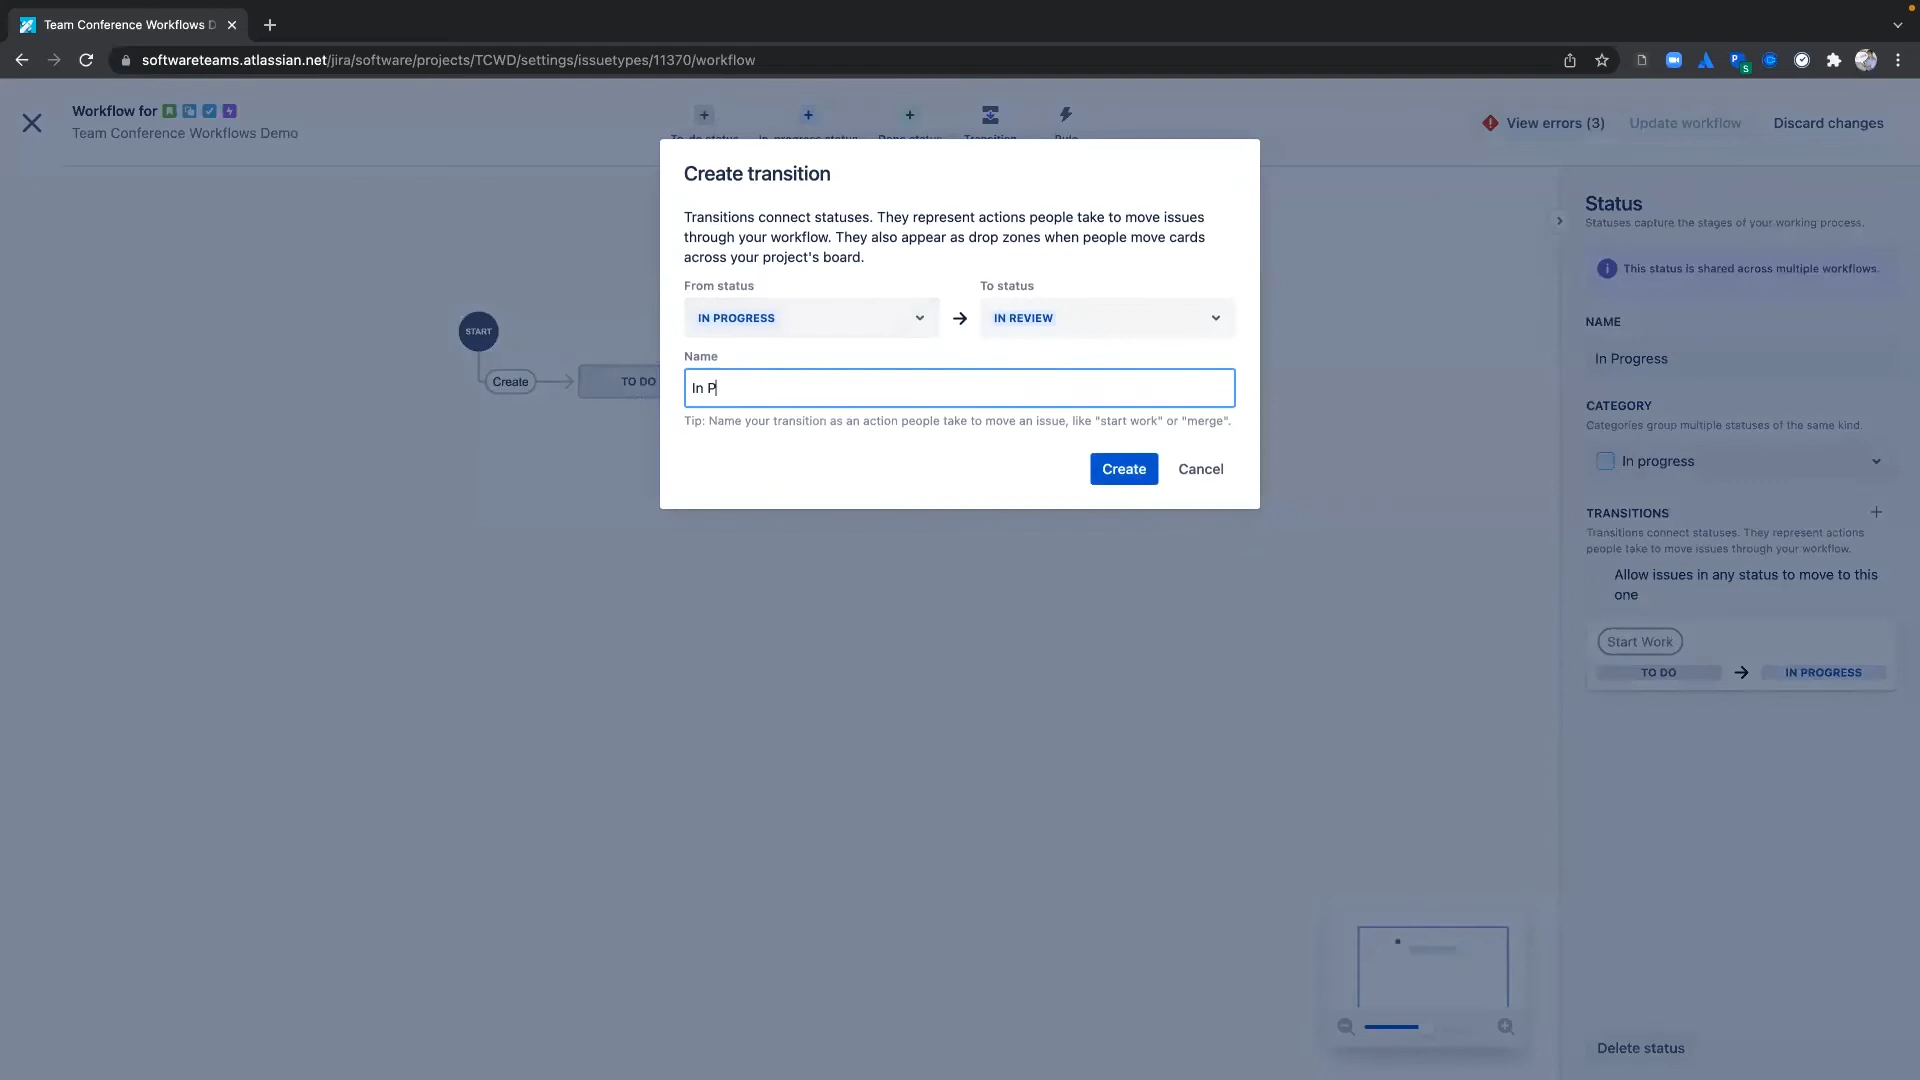 Team Conference Workflows D
softwareteams.atlassian.net/jira/software/projects/TCWD/settings/issuetypes/11370/workflow
Workflow for
Team Conference Workflows Demo
To-do status
In-progress status
Done status
Transition
Rule
View errors (3)
Update workflow
Discard changes
Create transition
Transitions connect statuses. They represent actions people take to move issues
through your workflow. They also appear as drop zones when people move cards
across your project's board.
From status
To status
IN PROGRESS
IN REVIEW
Name
In P
Tip: Name your transition as an action people take to move an issue, like "start work" or "merge".
Create
Cancel
START
Create
TO DO
Status
Statuses capture the stages of your working process.
This status is shared across multiple workflows.
NAME
In Progress
CATEGORY
Categories group multiple statuses of the same kind.
In progress
TRANSITIONS
Transitions connect statuses. They represent actions
people take to move issues through your workflow.
Allow issues in any status to move to this
one
Start Work
TO DO
IN PROGRESS
Delete status